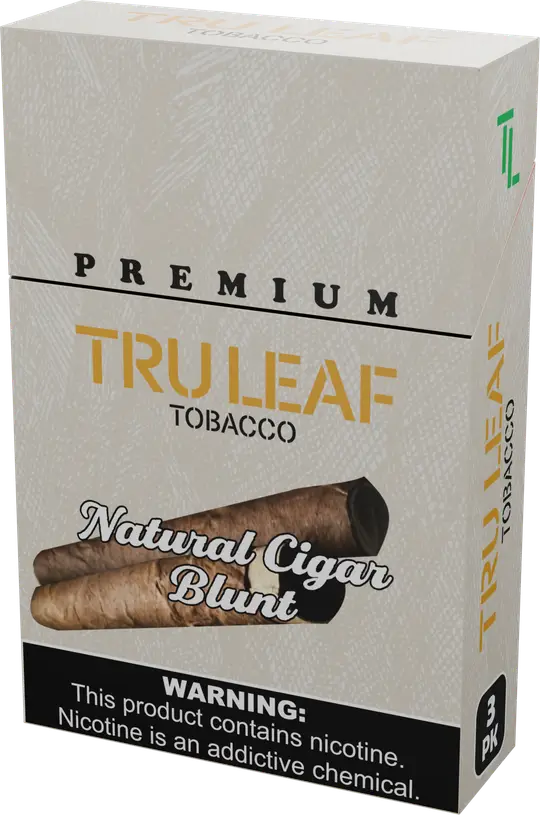 TRU LEAF
TOBACCO
PREMIUM
TRU LEAF
TOBACCO
Natural Cigar
Blunt
WARNING:
This product contains nicotine.
Nicotine is an addictive chemical.
TL
TRU LEAF
TOBACCO
3
PK